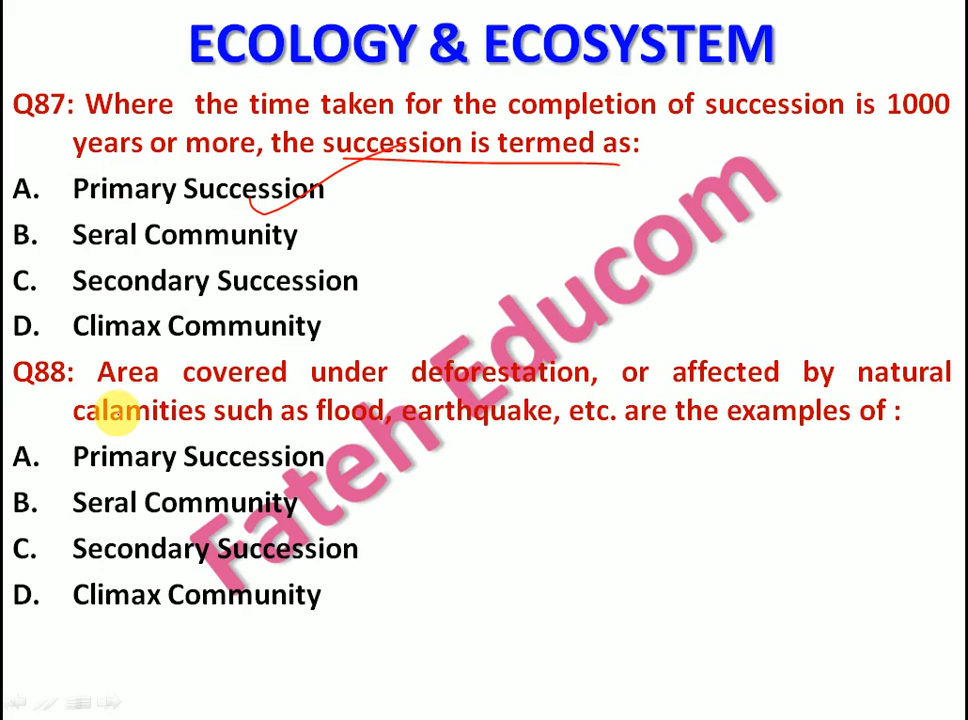 ECOLOGY & ECOSYSTEM
Q87: Where the time taken for the completion of succession is 1000
years or more, the succession is termed as:
A. Primary Succession
B. Seral Community
C. Secondary Succession
D. Climax Community
Q88: Area covered under deforestation, or affected by natural
calamities such as flood, earthquake, etc. are the examples of :
A. Primary Succession
B. Seral Community
C. Secondary Succession
D. Climax Community
Fateh Educom